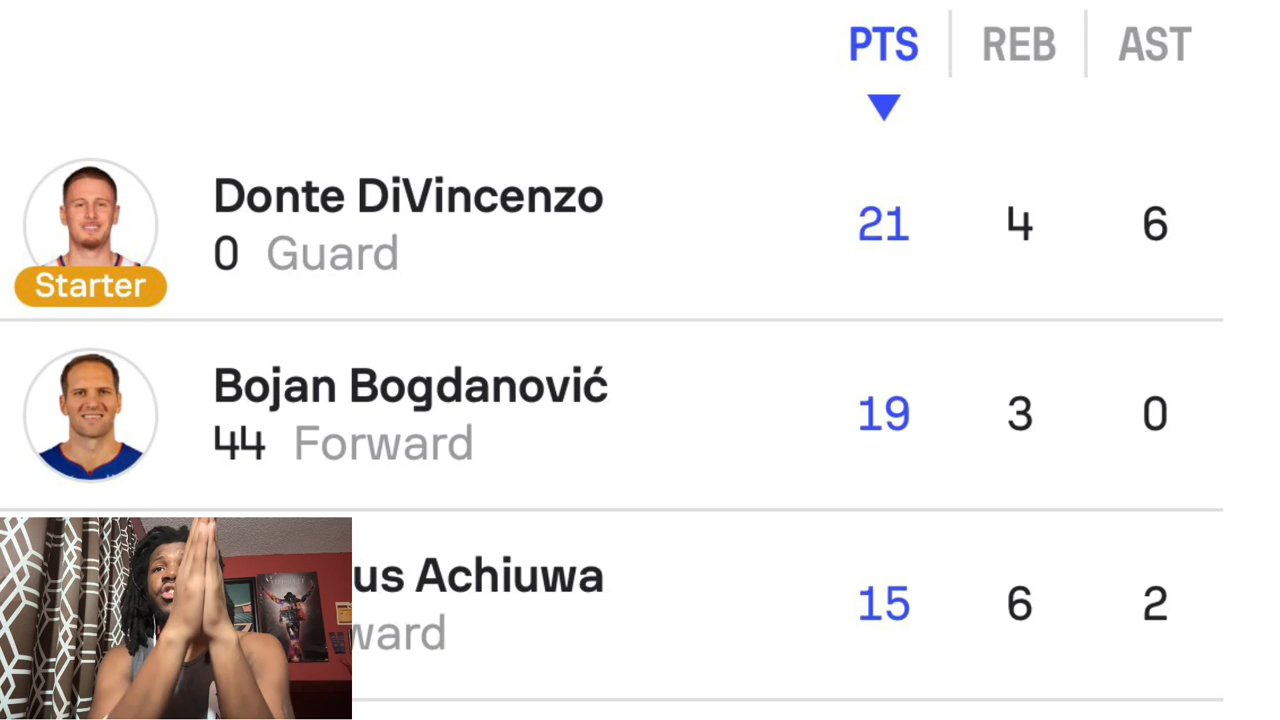 PTS REB AST
Donte DiVincenzo
0 Guard
21 4 6
Starter
Bojan Bogdanović
44 Forward
19 3 0
us Achiuwa
ward
15 6 2